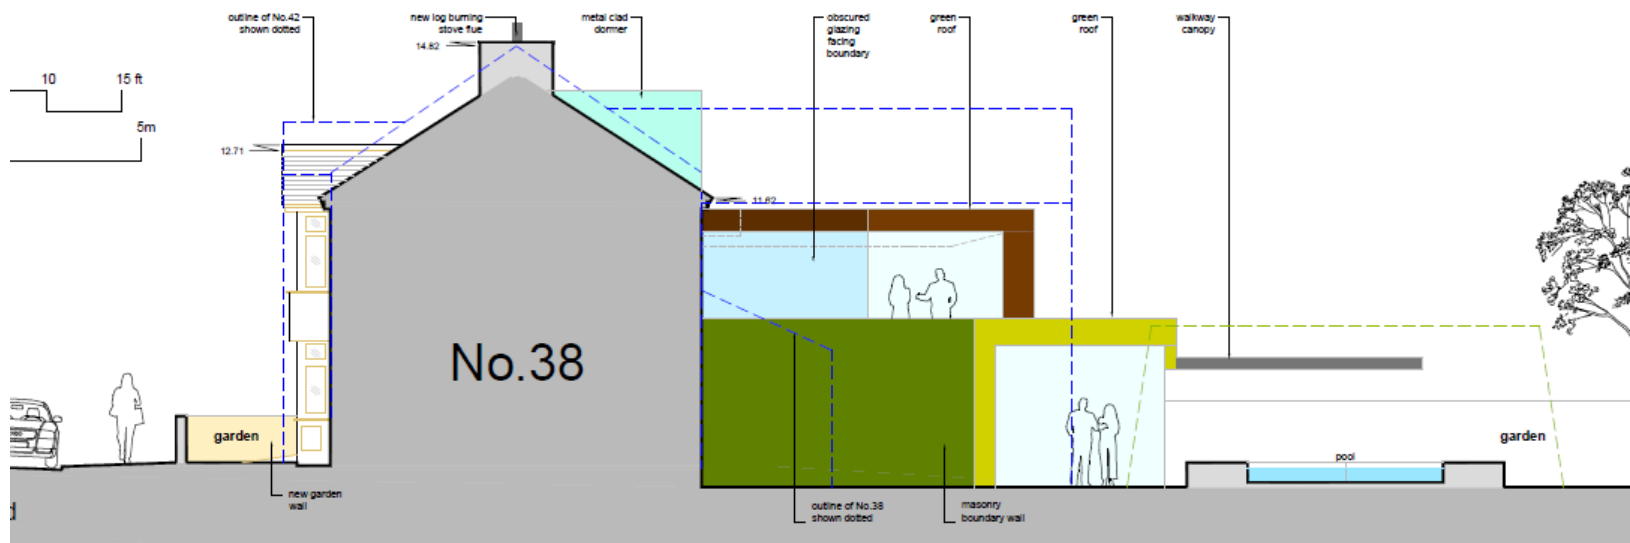 outline of No.42
shown dotted
new log burning
stove flue
metal clad
dormer
obscured
glazing
facing
boundary
green
roof
green
roof
walkway
canopy
14.82
10 15 ft
5m
12.71
11.62
No.38
garden
garden
pool
new garden
wall
outline of No.38
shown dotted
masonry
boundary wall